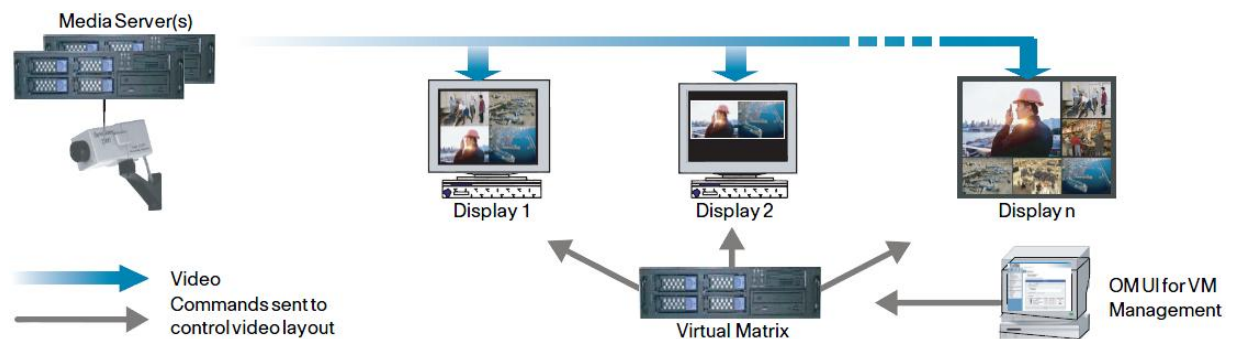 Media Server(s)
Display 1
Display 2
Display n
Video
Commands sent to
control video layout
Virtual Matrix
OM UI for VM
Management